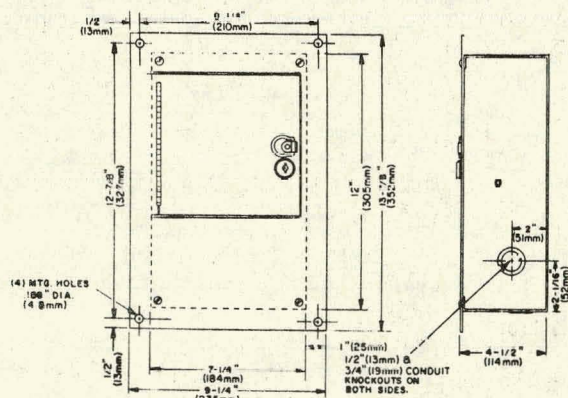 1/2"
(13mm)
8-1/4"
(210mm)
12-7/8"
(327mm)
12"
(305mm)
13-7/8"
(352mm)
2"
(51mm)
2-1/16"
(52mm)
(4) MTG. HOLES
.188" DIA.
(4.8mm)
1/2"
(13mm)
1" (25mm)
1/2" (13mm) &
3/4" (19mm) CONDUIT
KNOCKOUTS ON
BOTH SIDES.
4-1/2"
(114mm)
7-1/4"
(184mm)
9-1/4"
(235mm)